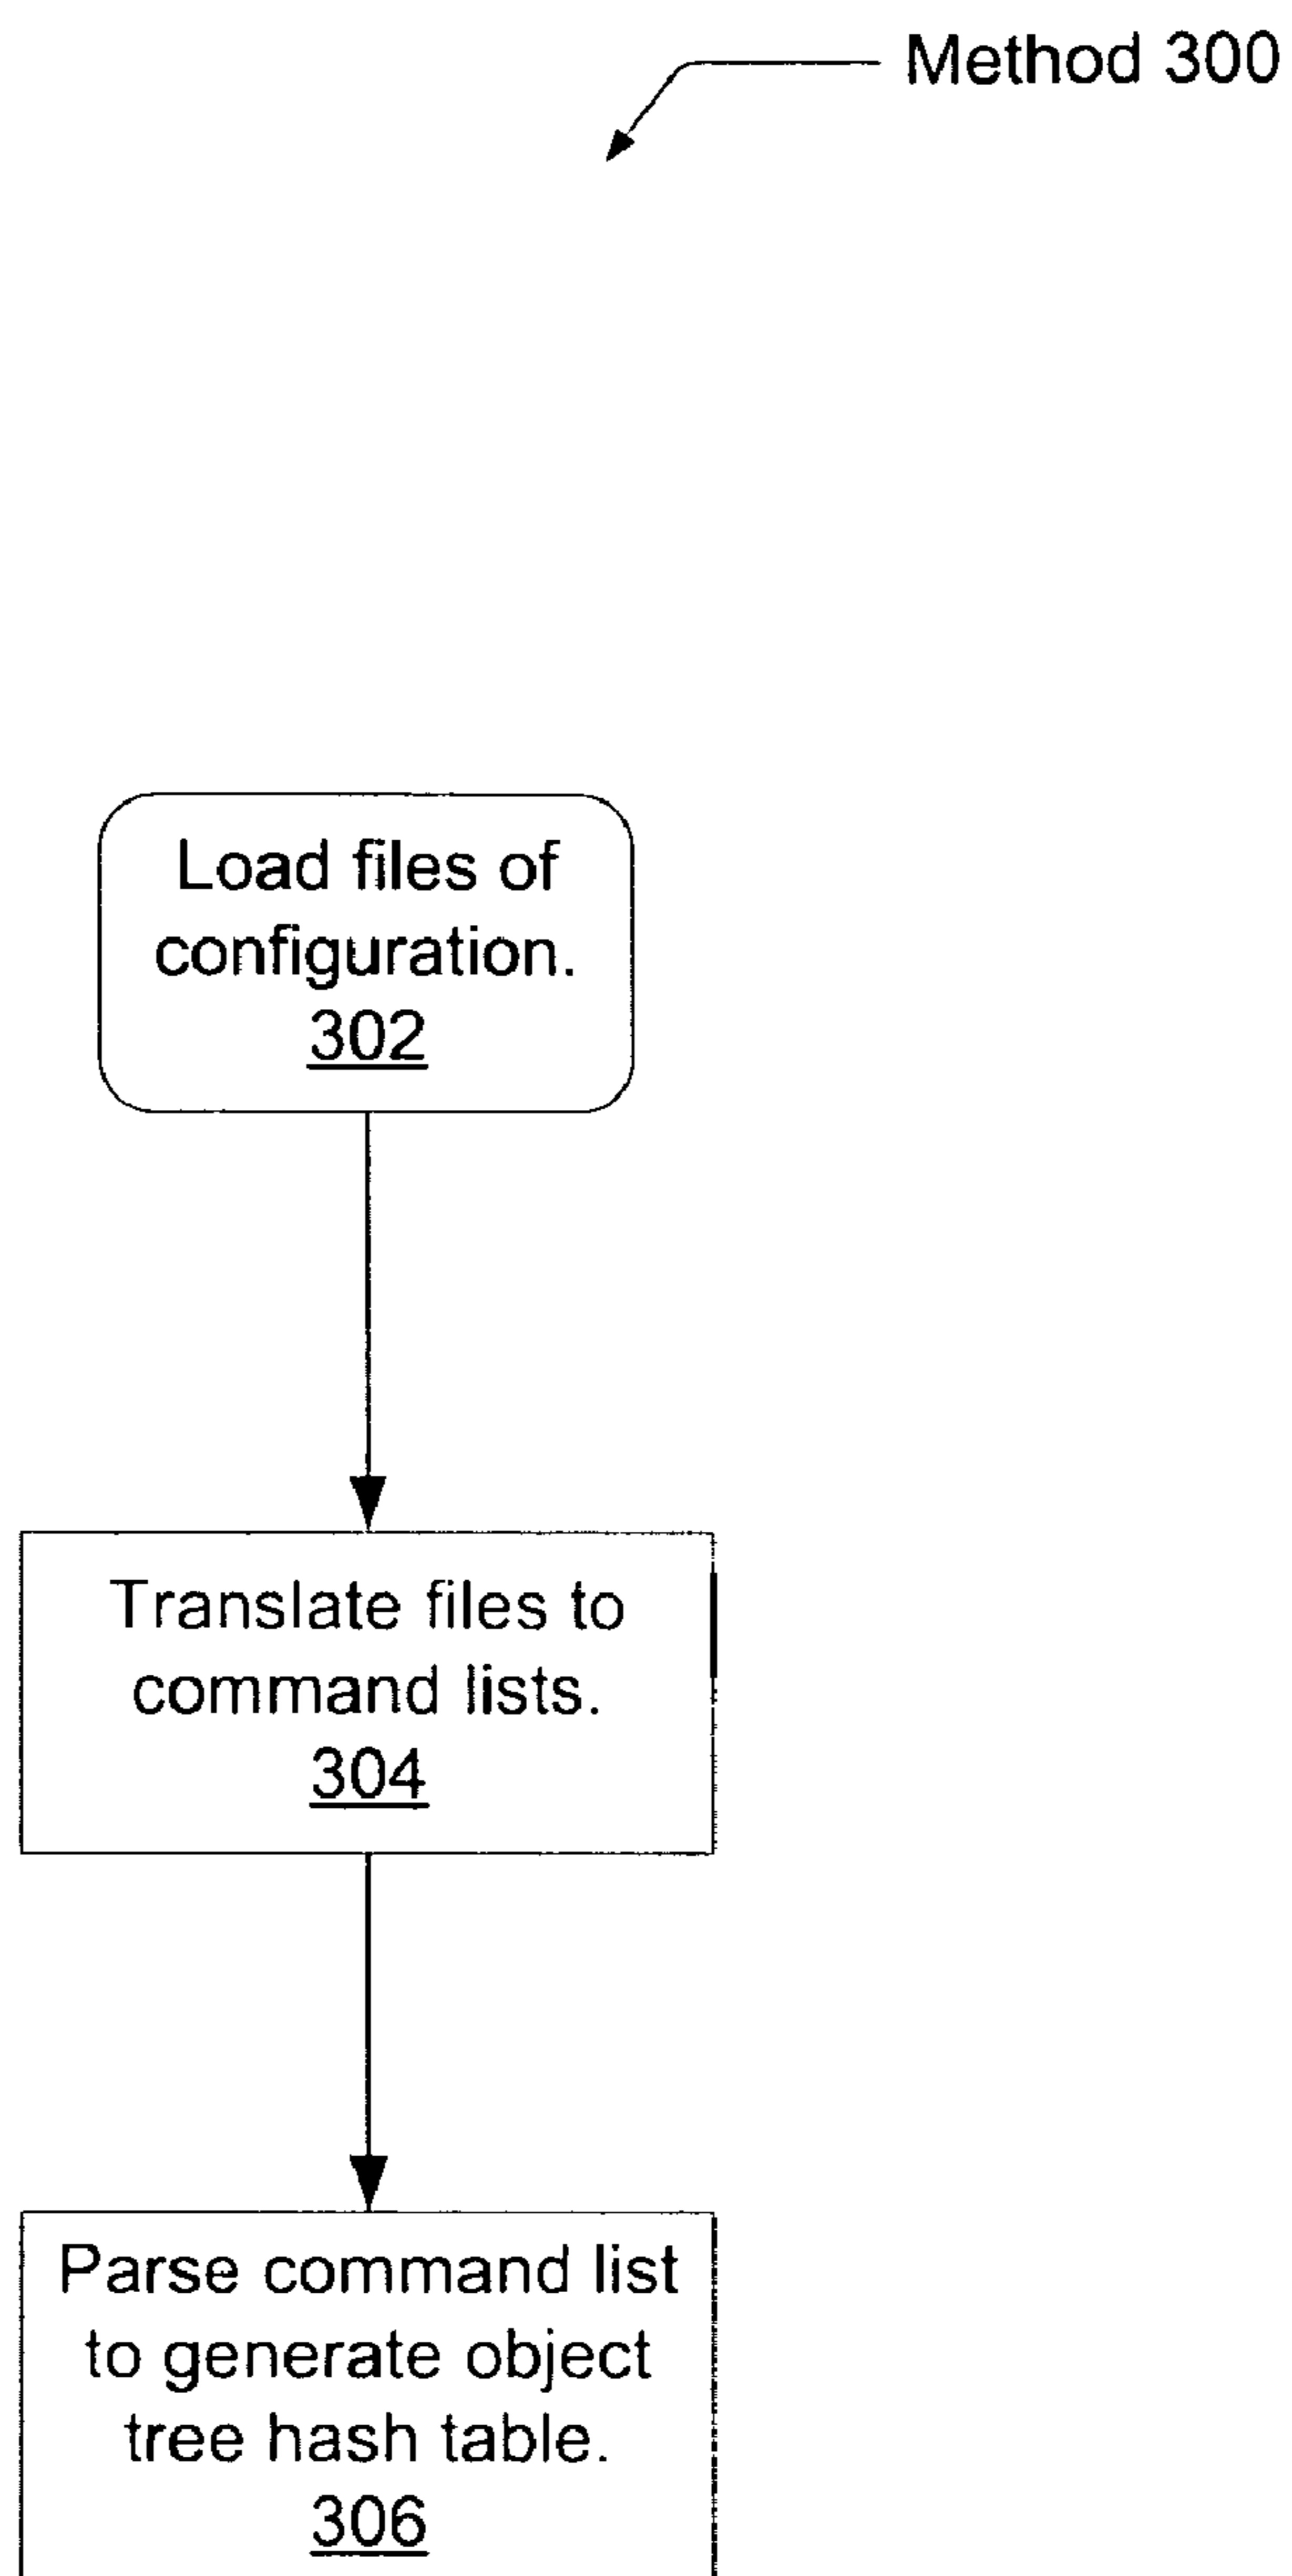 Method 300
Load files of
configuration.
302
Translate files to
command lists.
304
Parse command list
to generate object
tree hash table.
306